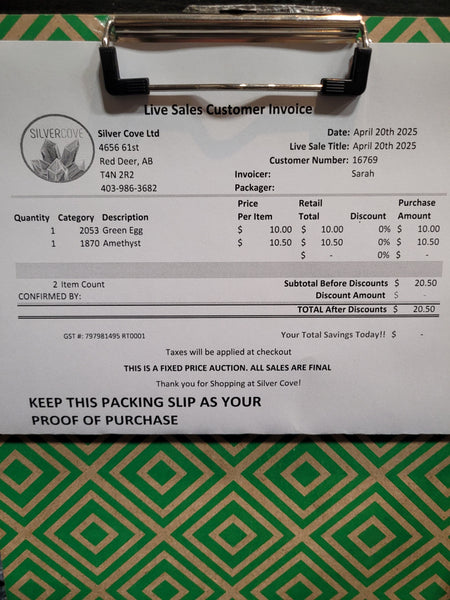 Live Sales Customer Invoice
SILVERCOVE
Silver Cove Ltd
4656 61st
Red Deer, AB
T4N 2R2
403-986-3682
Date: April 20th 2025
Live Sale Title: April 20th 2025
Customer Number: 16769
Invoicer: Sarah
Packager:
Quantity Category Description Price Per Item Retail Total Discount Purchase Amount
1 2053 Green Egg $ 10.00 $ 10.00 0% $ 10.00
1 1870 Amethyst $ 10.50 $ 10.50 0% $ 10.50
$ - 0% $ -
2 Item Count Subtotal Before Discounts $ 20.50
CONFIRMED BY: Discount Amount $ -
TOTAL After Discounts $ 20.50
GST #: 797981495 RT0001 Your Total Savings Today!! $ -
Taxes will be applied at checkout
THIS IS A FIXED PRICE AUCTION. ALL SALES ARE FINAL
Thank you for Shopping at Silver Cove!
KEEP THIS PACKING SLIP AS YOUR
PROOF OF PURCHASE